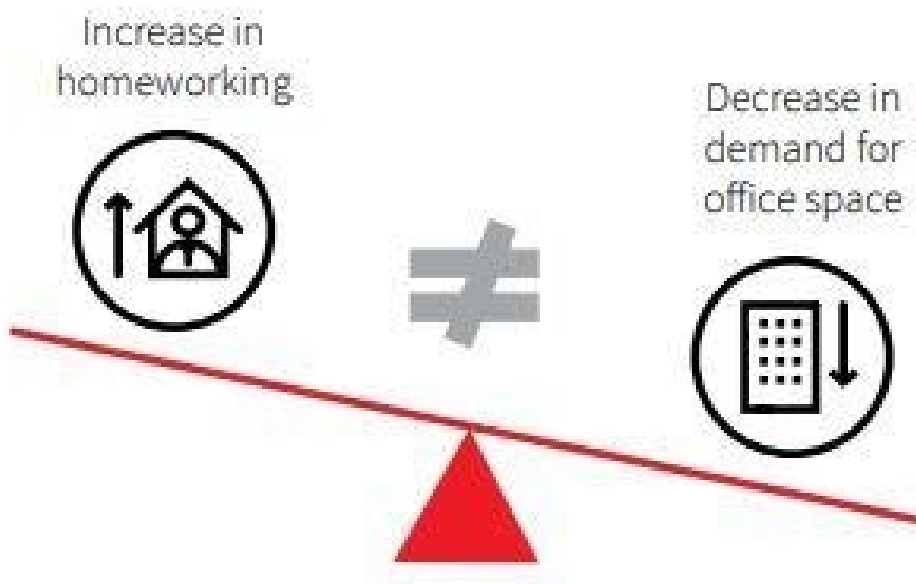 Increase in
homeworking
Decrease in
demand for
office space
≠